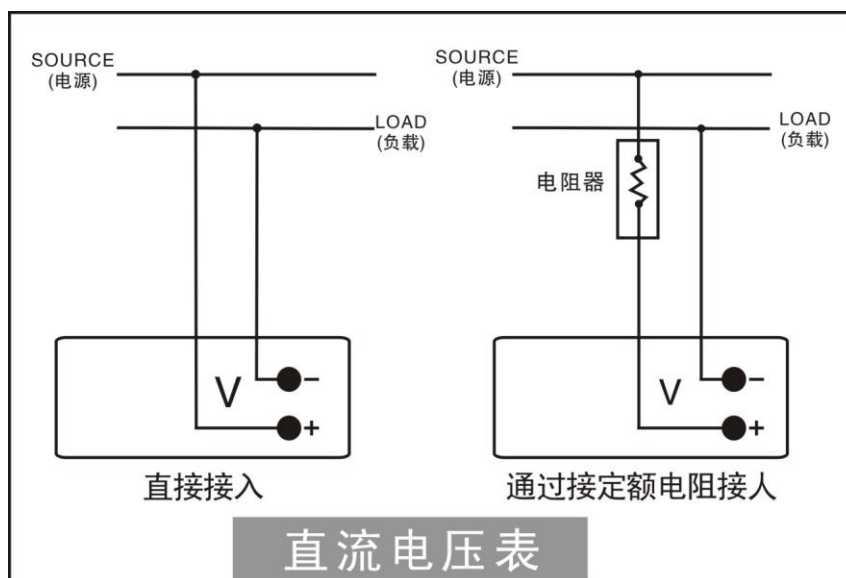 SOURCE
(电源)
LOAD
(负载)
V
−
+
直接接入
SOURCE
(电源)
LOAD
(负载)
电阻器
V
−
+
通过接定额电阻接人
直流电压表